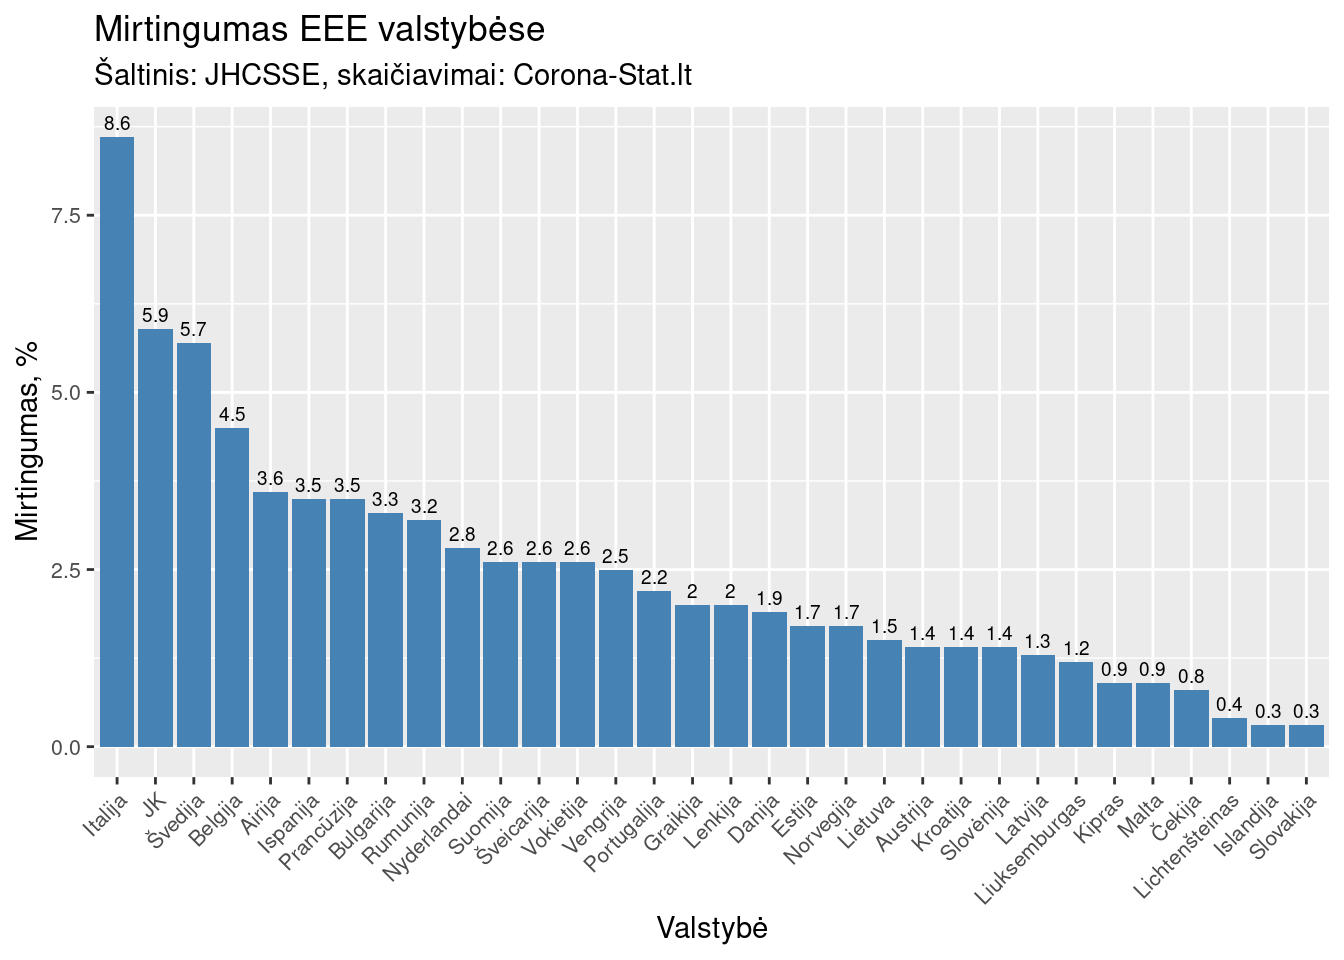 Mirtingumas EEE valstybėse
Šaltinis: JHCSSE, skaičiavimai: Corona-Stat.lt
Mirtingumas, %
7.5
5.0
2.5
0.0
8.6
5.9
5.7
4.5
3.6
3.5
3.5
3.3
3.2
2.8
2.6
2.6
2.6
2.5
2.2
2
2
1.9
1.7
1.7
1.5
1.4
1.4
1.4
1.3
1.2
0.9
0.9
0.8
0.4
0.3
0.3
Italija
JK
Švedija
Belgija
Airija
Ispanija
Prancūzija
Bulgarija
Rumunija
Nyderlandai
Suomija
Šveicarija
Vokietija
Vengrija
Portugalija
Graikija
Lenkija
Danija
Estija
Norvegija
Lietuva
Austrija
Kroatija
Slovėnija
Latvija
Liuksemburgas
Kipras
Malta
Čekija
Lichtenšteinas
Islandija
Slovakija
Valstybė